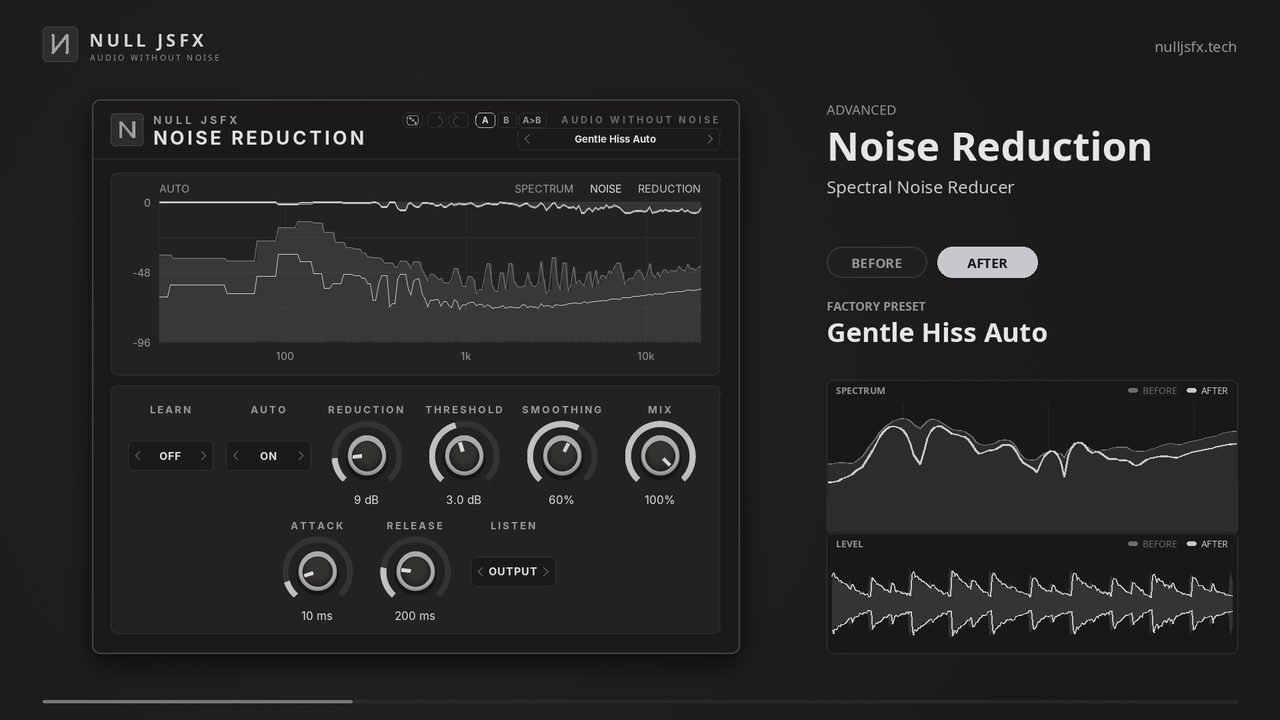 NULL JSFX
AUDIO WITHOUT NOISE
nulljsfx.tech
NULL JSFX
NOISE REDUCTION
A B A>B AUDIO WITHOUT NOISE
Gentle Hiss Auto
AUTO SPECTRUM NOISE REDUCTION
0
-48
-96
100 1k 10k
LEARN AUTO REDUCTION THRESHOLD SMOOTHING MIX
OFF ON
9 dB 3.0 dB 60% 100%
ATTACK RELEASE LISTEN
OUTPUT
10 ms 200 ms
ADVANCED
Noise Reduction
Spectral Noise Reducer
BEFORE AFTER
FACTORY PRESET
Gentle Hiss Auto
SPECTRUM BEFORE AFTER
LEVEL BEFORE AFTER